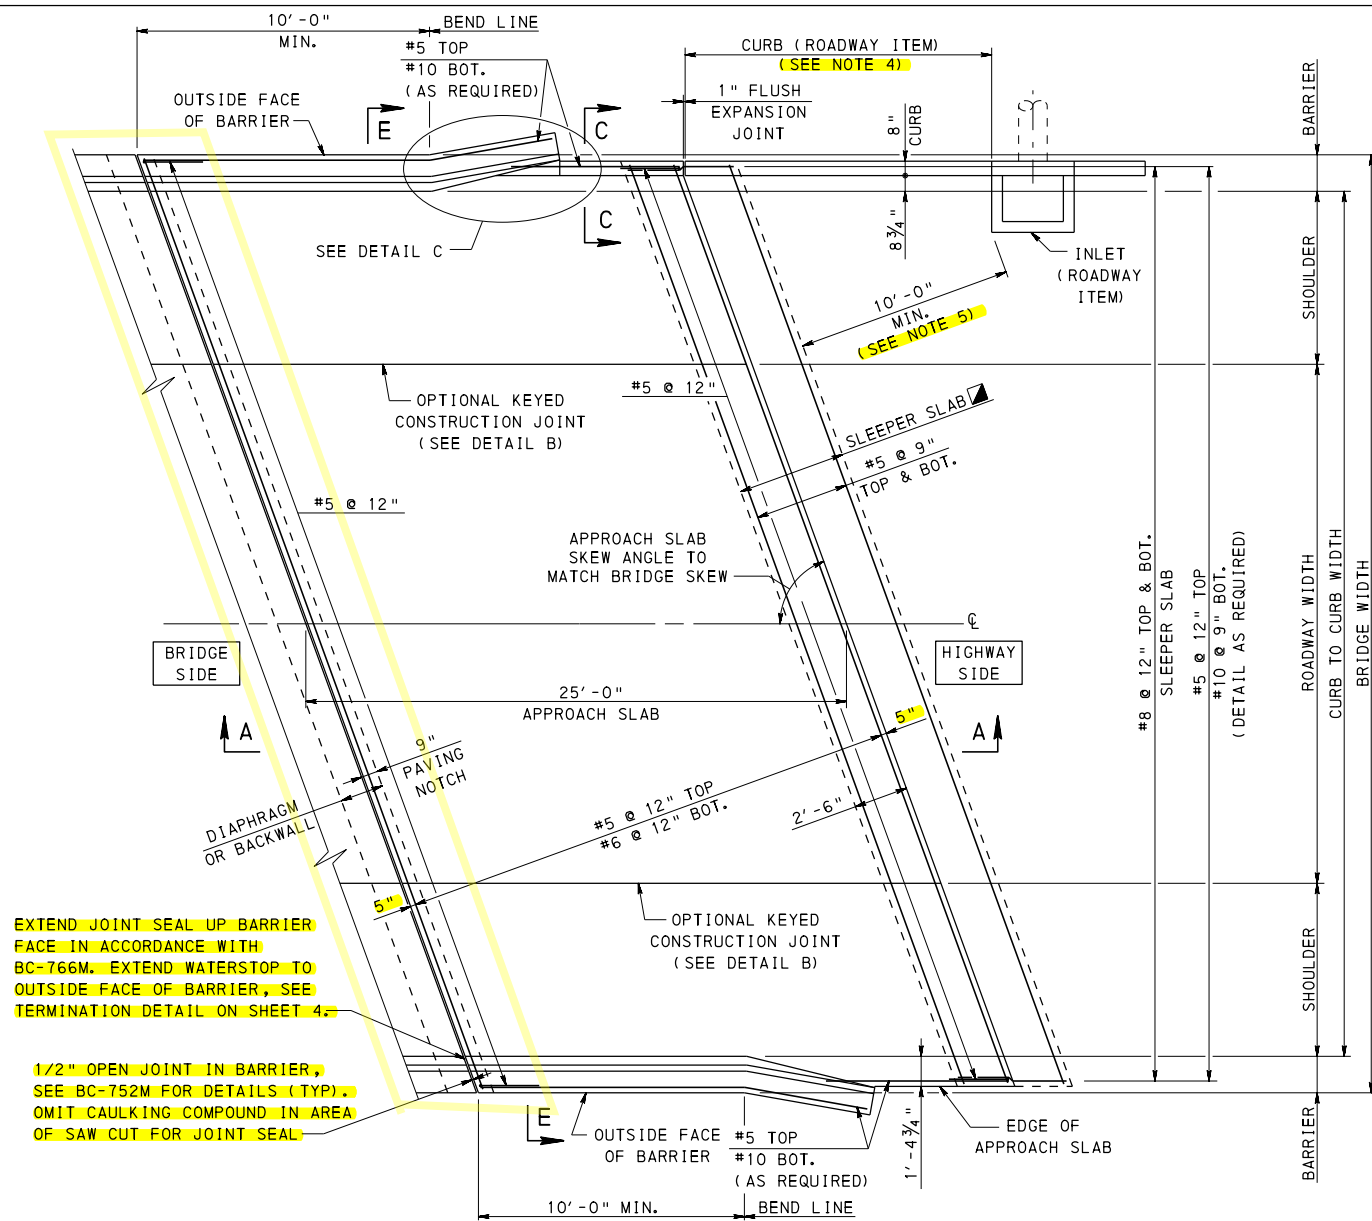 10'-0"
MIN.
BEND LINE
#5 TOP
#10 BOT.
(AS REQUIRED)
CURB (ROADWAY ITEM)
(SEE NOTE 4)
OUTSIDE FACE
OF BARRIER
E
C
1" FLUSH
EXPANSION
JOINT
8"
CURB
BARRIER
SEE DETAIL C
C
8 3/4"
INLET
(ROADWAY
ITEM)
SHOULDER
10'-0"
MIN.
(SEE NOTE 5)
OPTIONAL KEYED
CONSTRUCTION JOINT
(SEE DETAIL B)
#5 @ 12"
SLEEPER SLAB
#5 @ 9"
TOP & BOT.
#5 @ 12"
APPROACH SLAB
SKEW ANGLE TO
MATCH BRIDGE SKEW
℄
BRIDGE
SIDE
HIGHWAY
SIDE
25'-0"
APPROACH SLAB
#8 @ 12" TOP & BOT.
SLEEPER SLAB
#5 @ 12" TOP
#10 @ 9" BOT.
(DETAIL AS REQUIRED)
ROADWAY WIDTH
CURB TO CURB WIDTH
BRIDGE WIDTH
A
A
5"
9"
PAVING
NOTCH
DIAPHRAGM
OR BACKWALL
#5 @ 12" TOP
#6 @ 12" BOT.
2'-6"
5"
EXTEND JOINT SEAL UP BARRIER
FACE IN ACCORDANCE WITH
BC-766M. EXTEND WATERSTOP TO
OUTSIDE FACE OF BARRIER, SEE
TERMINATION DETAIL ON SHEET 4.
OPTIONAL KEYED
CONSTRUCTION JOINT
(SEE DETAIL B)
SHOULDER
1/2" OPEN JOINT IN BARRIER,
SEE BC-752M FOR DETAILS (TYP).
OMIT CAULKING COMPOUND IN AREA
OF SAW CUT FOR JOINT SEAL
E
OUTSIDE FACE
OF BARRIER
#5 TOP
#10 BOT.
(AS REQUIRED)
1'-4 3/4"
EDGE OF
APPROACH SLAB
BARRIER
10'-0" MIN.
BEND LINE